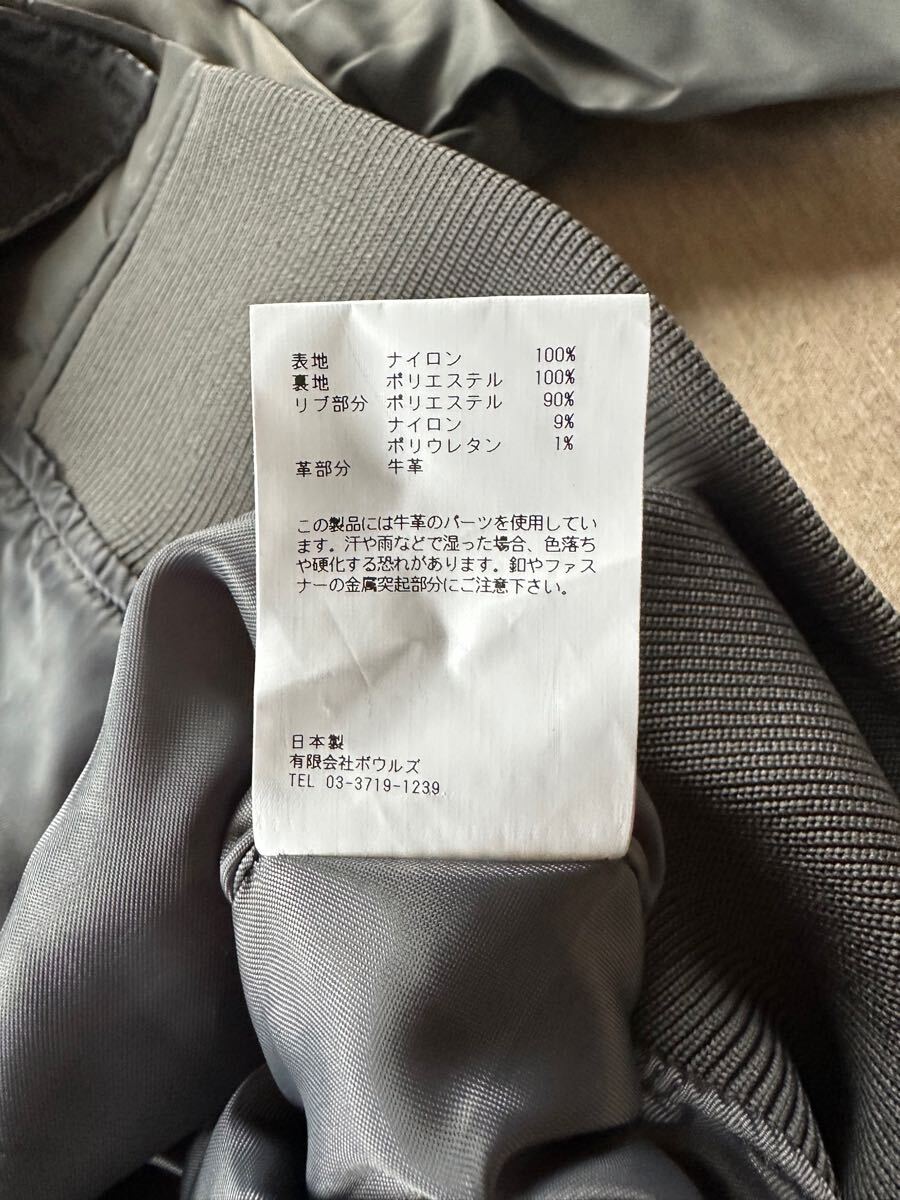 表地 ナイロン 100%
裏地 ポリエステル 100%
リブ部分 ポリエステル 90%
ナイロン 9%
ポリウレタン 1%
革部分 牛革
この製品には牛革のパーツを使用してい
ます。汗や雨などで湿った場合、色落ち
や硬化する恐れがあります。釦やファス
ナーの金属突起部分にご注意下さい。
日本製
有限会社ボウルズ
TEL 03-3719-1239